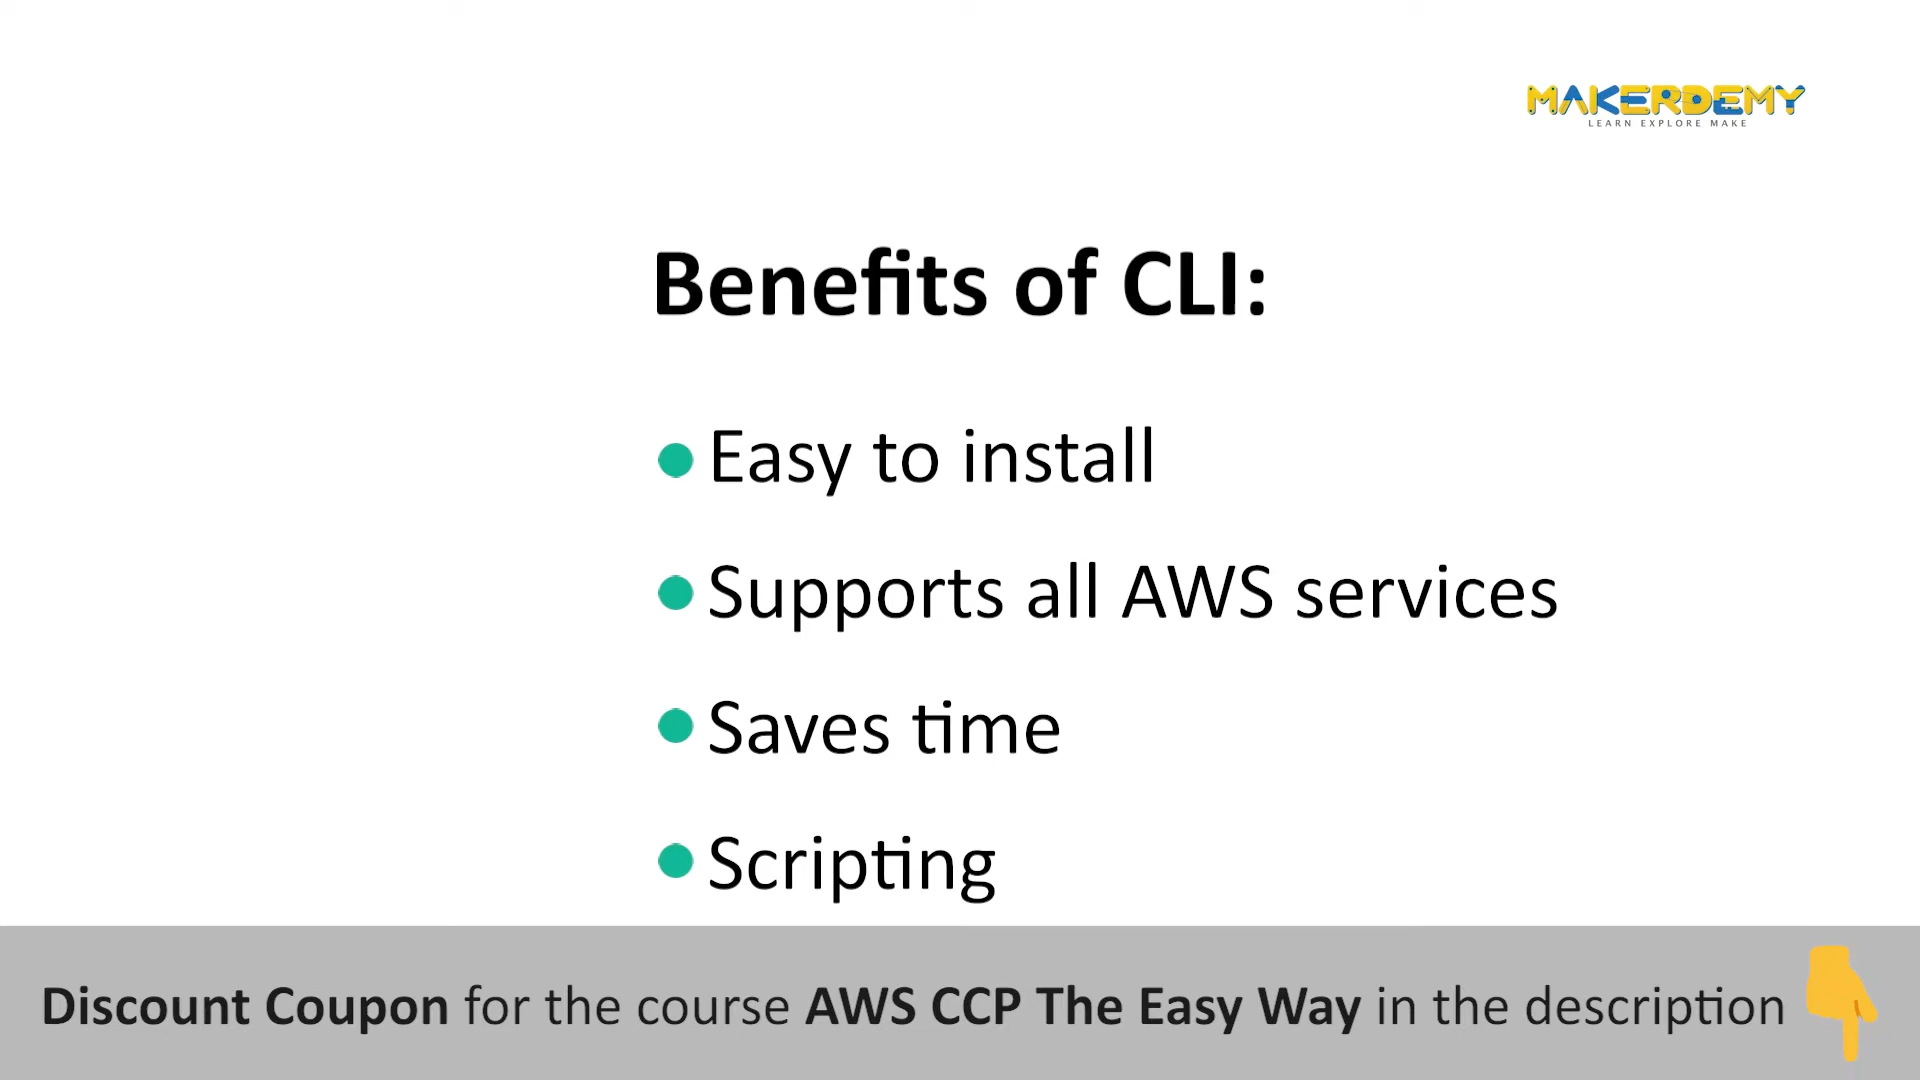 MAKERDEMY
LEARN EXPLORE MAKE
Benefits of CLI:
Easy to install
Supports all AWS services
Saves time
Scripting
Discount Coupon for the course AWS CCP The Easy Way in the description